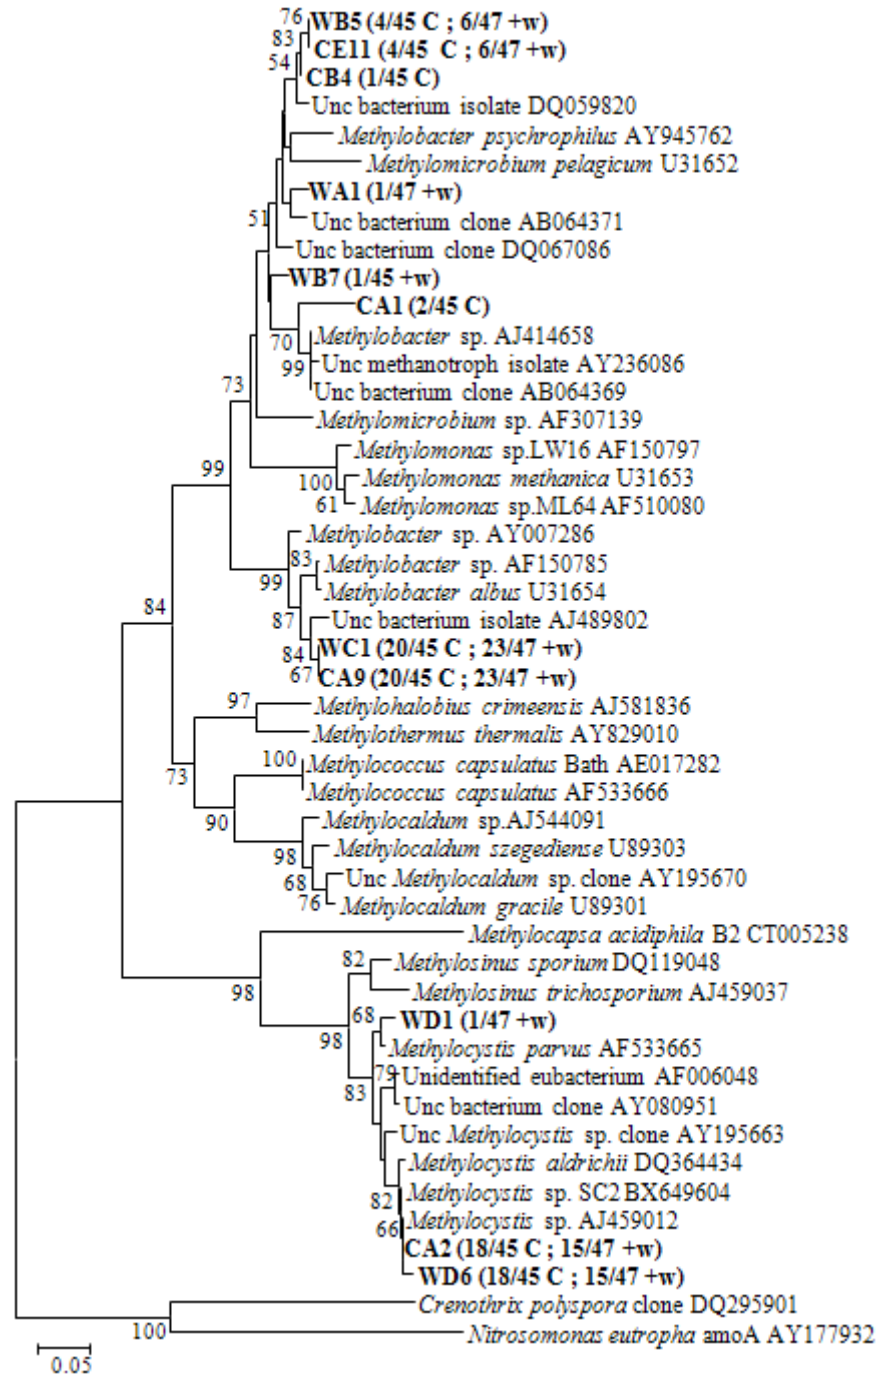 76
WB5 (4/45 C ; 6/47 +w)
83
CE11 (4/45 C ; 6/47 +w)
54
CB4 (1/45 C)
Unc bacterium isolate DQ059820
Methylobacter psychrophilus AY945762
Methylomicrobium pelagicum U31652
WA1 (1/47 +w)
51
Unc bacterium clone AB064371
Unc bacterium clone DQ067086
WB7 (1/45 +w)
CA1 (2/45 C)
70
Methylobacter sp. AJ414658
Unc methanotroph isolate AY236086
99
Unc bacterium clone AB064369
73
Methylomicrobium sp. AF307139
Methylomonas sp.LW16 AF150797
99
100
Methylomonas methanica U31653
61
Methylomonas sp.ML64 AF510080
Methylobacter sp. AY007286
83
Methylobacter sp. AF150785
99
Methylobacter albus U31654
84
87
Unc bacterium isolate AJ489802
84
WC1 (20/45 C ; 23/47 +w)
67
CA9 (20/45 C ; 23/47 +w)
97
Methylohalobius crimeensis AJ581836
Methylothermus thermalis AY829010
73
100
Methylococcus capsulatus Bath AE017282
Methylococcus capsulatus AF533666
90
Methylocaldum sp.AJ544091
98
Methylocaldum szegediense U89303
68
Unc Methylocaldum sp. clone AY195670
76
Methylocaldum gracile U89301
Methylocapsa acidiphila B2 CT005238
82
Methylosinus sporium DQ119048
98
Methylosinus trichosporium AJ459037
68
WD1 (1/47 +w)
98
Methylocystis parvus AF533665
79
Unidentified eubacterium AF006048
83
Unc bacterium clone AY080951
Unc Methylocystis sp. clone AY195663
Methylocystis aldrichii DQ364434
82
Methylocystis sp. SC2 BX649604
66
Methylocystis sp. AJ459012
CA2 (18/45 C ; 15/47 +w)
WD6 (18/45 C ; 15/47 +w)
Crenothrix polyspora clone DQ295901
100
Nitrosomonas eutropha amoA AY177932
0.05